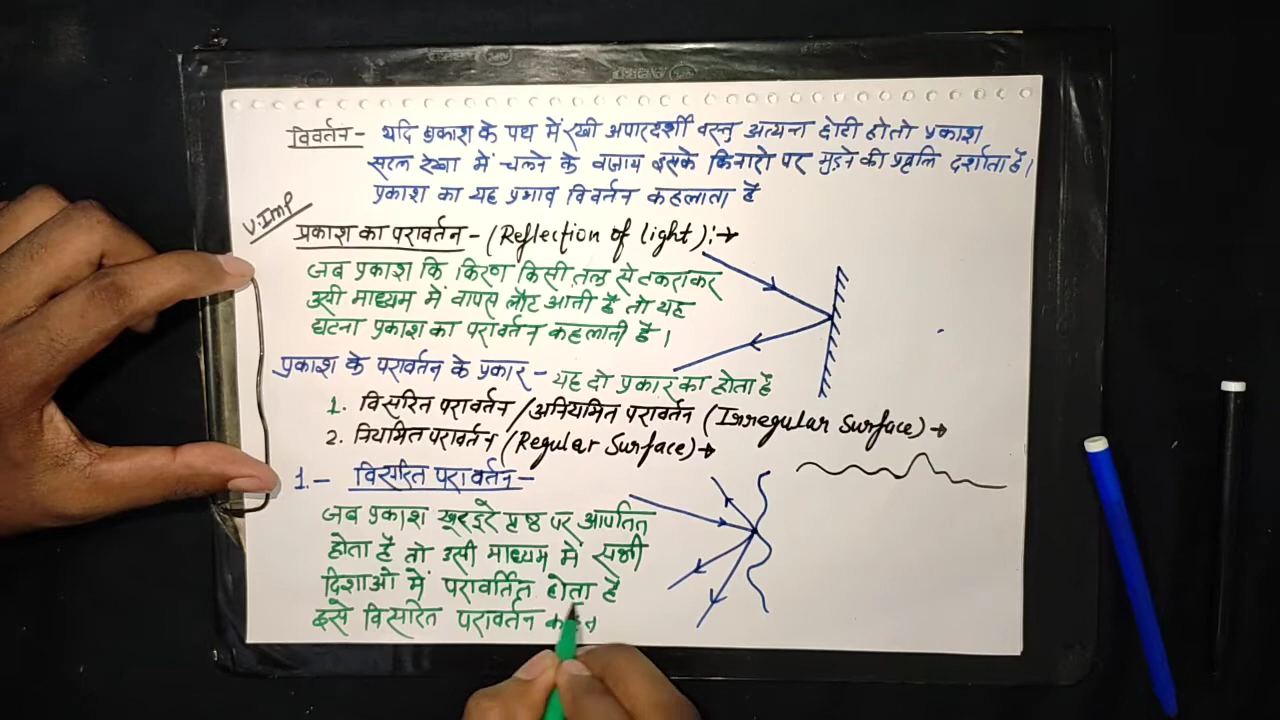 विवर्तन - यदि प्रकाश के पथ में रखी अपारदर्शी वस्तु अत्यन्त छोटी हो तो प्रकाश
सरल रेखा में चलने के बजाय इसके किनारो पर मुड़ने की प्रवृत्ति दर्शाता है।
प्रकाश का यह प्रभाव विवर्तन कहलाता है
V.Imp
प्रकाश का परावर्तन - (Reflection of light) :→
जब प्रकाश कि किरण किसी तल से टकराकर
उसी माध्यम में वापस लौट आती है तो यह
घटना प्रकाश का परावर्तन कहलाती है।
प्रकाश के परावर्तन के प्रकार - यह दो प्रकार का होता है
1. विसरित परावर्तन / अनियमित परावर्तन (Irregular Surface) →
2. नियमित परावर्तन (Regular Surface) →
1. - विसरित परावर्तन -
जब प्रकाश खुरदुरे पृष्ठ पर आपतित
होता है तो उसी माध्यम में सभी
दिशाओ में परावर्तित होता है
इसे विसरित परावर्तन